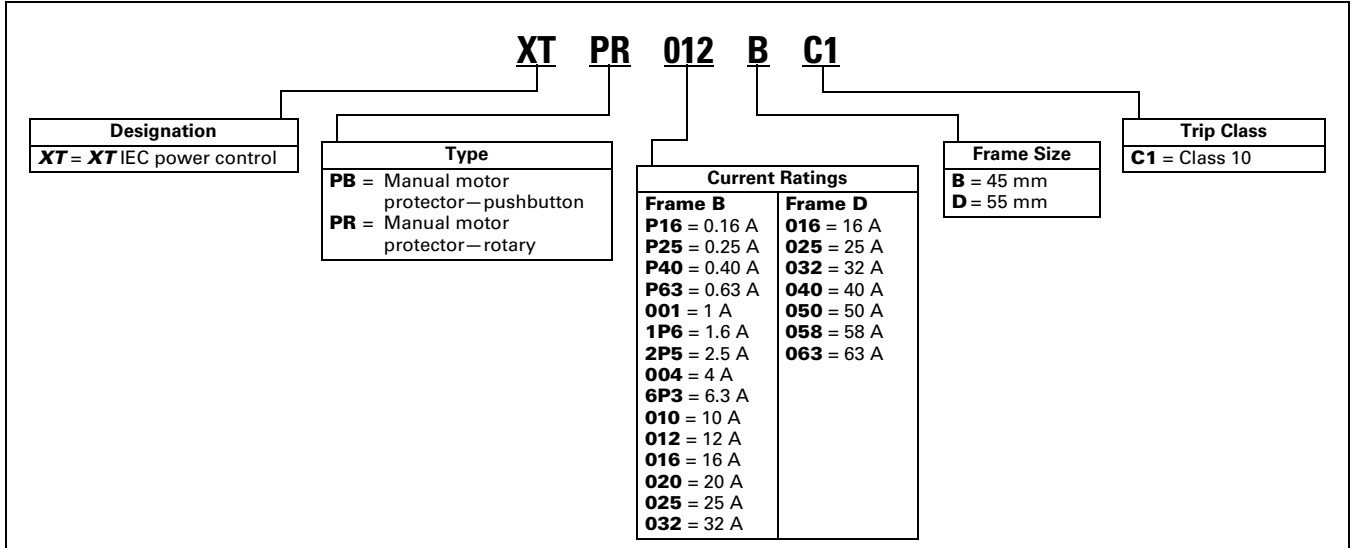 XT PR 012 B C1
Designation
XT = XT IEC power control
Type
PB = Manual motor
protector—pushbutton
PR = Manual motor
protector—rotary
Current Ratings
Frame B
P16 = 0.16 A
P25 = 0.25 A
P40 = 0.40 A
P63 = 0.63 A
001 = 1 A
1P6 = 1.6 A
2P5 = 2.5 A
004 = 4 A
6P3 = 6.3 A
010 = 10 A
012 = 12 A
016 = 16 A
020 = 20 A
025 = 25 A
032 = 32 A
Frame D
016 = 16 A
025 = 25 A
032 = 32 A
040 = 40 A
050 = 50 A
058 = 58 A
063 = 63 A
Frame Size
B = 45 mm
D = 55 mm
Trip Class
C1 = Class 10